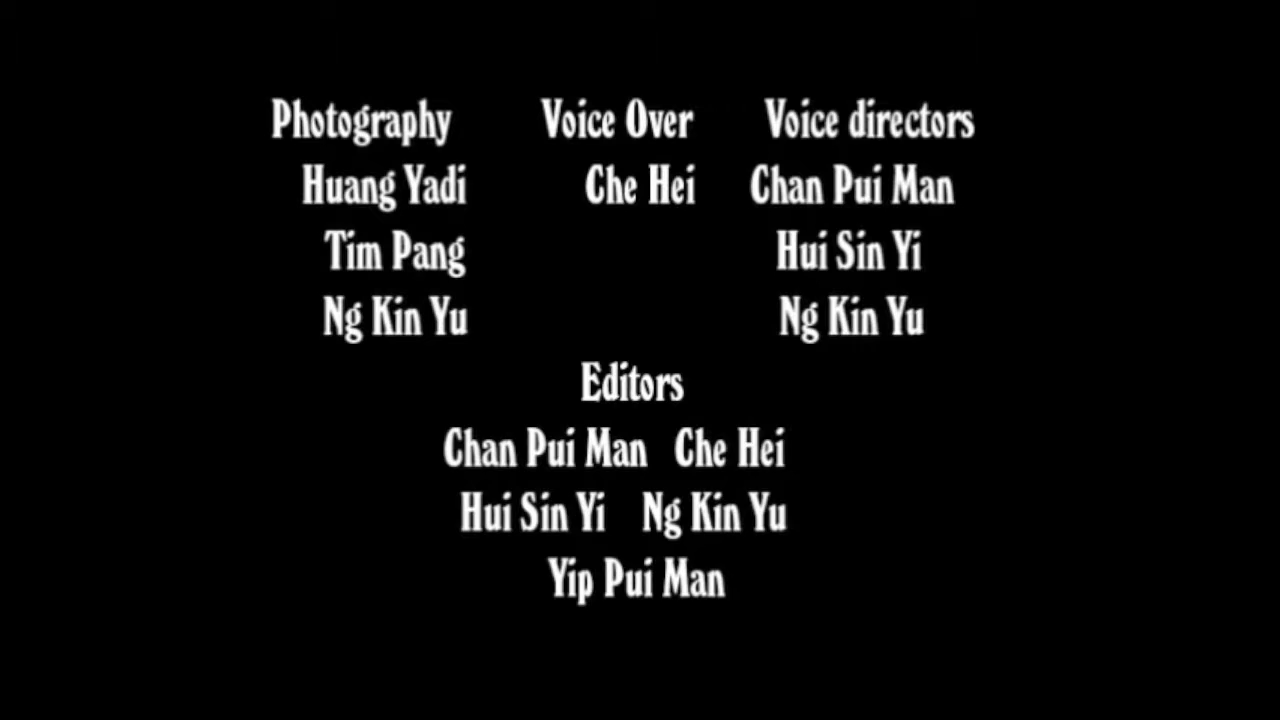 Photography Voice Over Voice directors
Huang Yadi Che Hei Chan Pui Man
Tim Pang Hui Sin Yi
Ng Kin Yu Ng Kin Yu
Editors
Chan Pui Man Che Hei
Hui Sin Yi Ng Kin Yu
Yip Pui Man